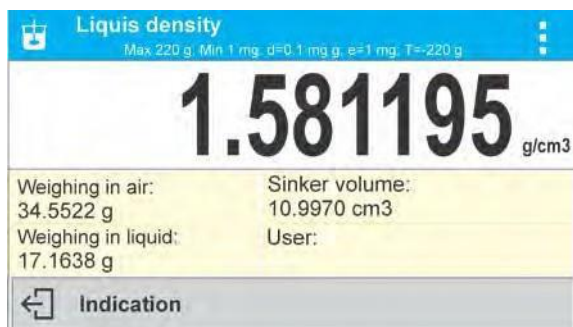 Liquis density
Max 220 g; Min 1 mg; d=0.1 mg g; e=1 mg; T=-220 g
1.581195 g/cm3
Weighing in air:
34.5522 g
Sinker volume:
10.9970 cm3
Weighing in liquid:
17.1638 g
User:
Indication